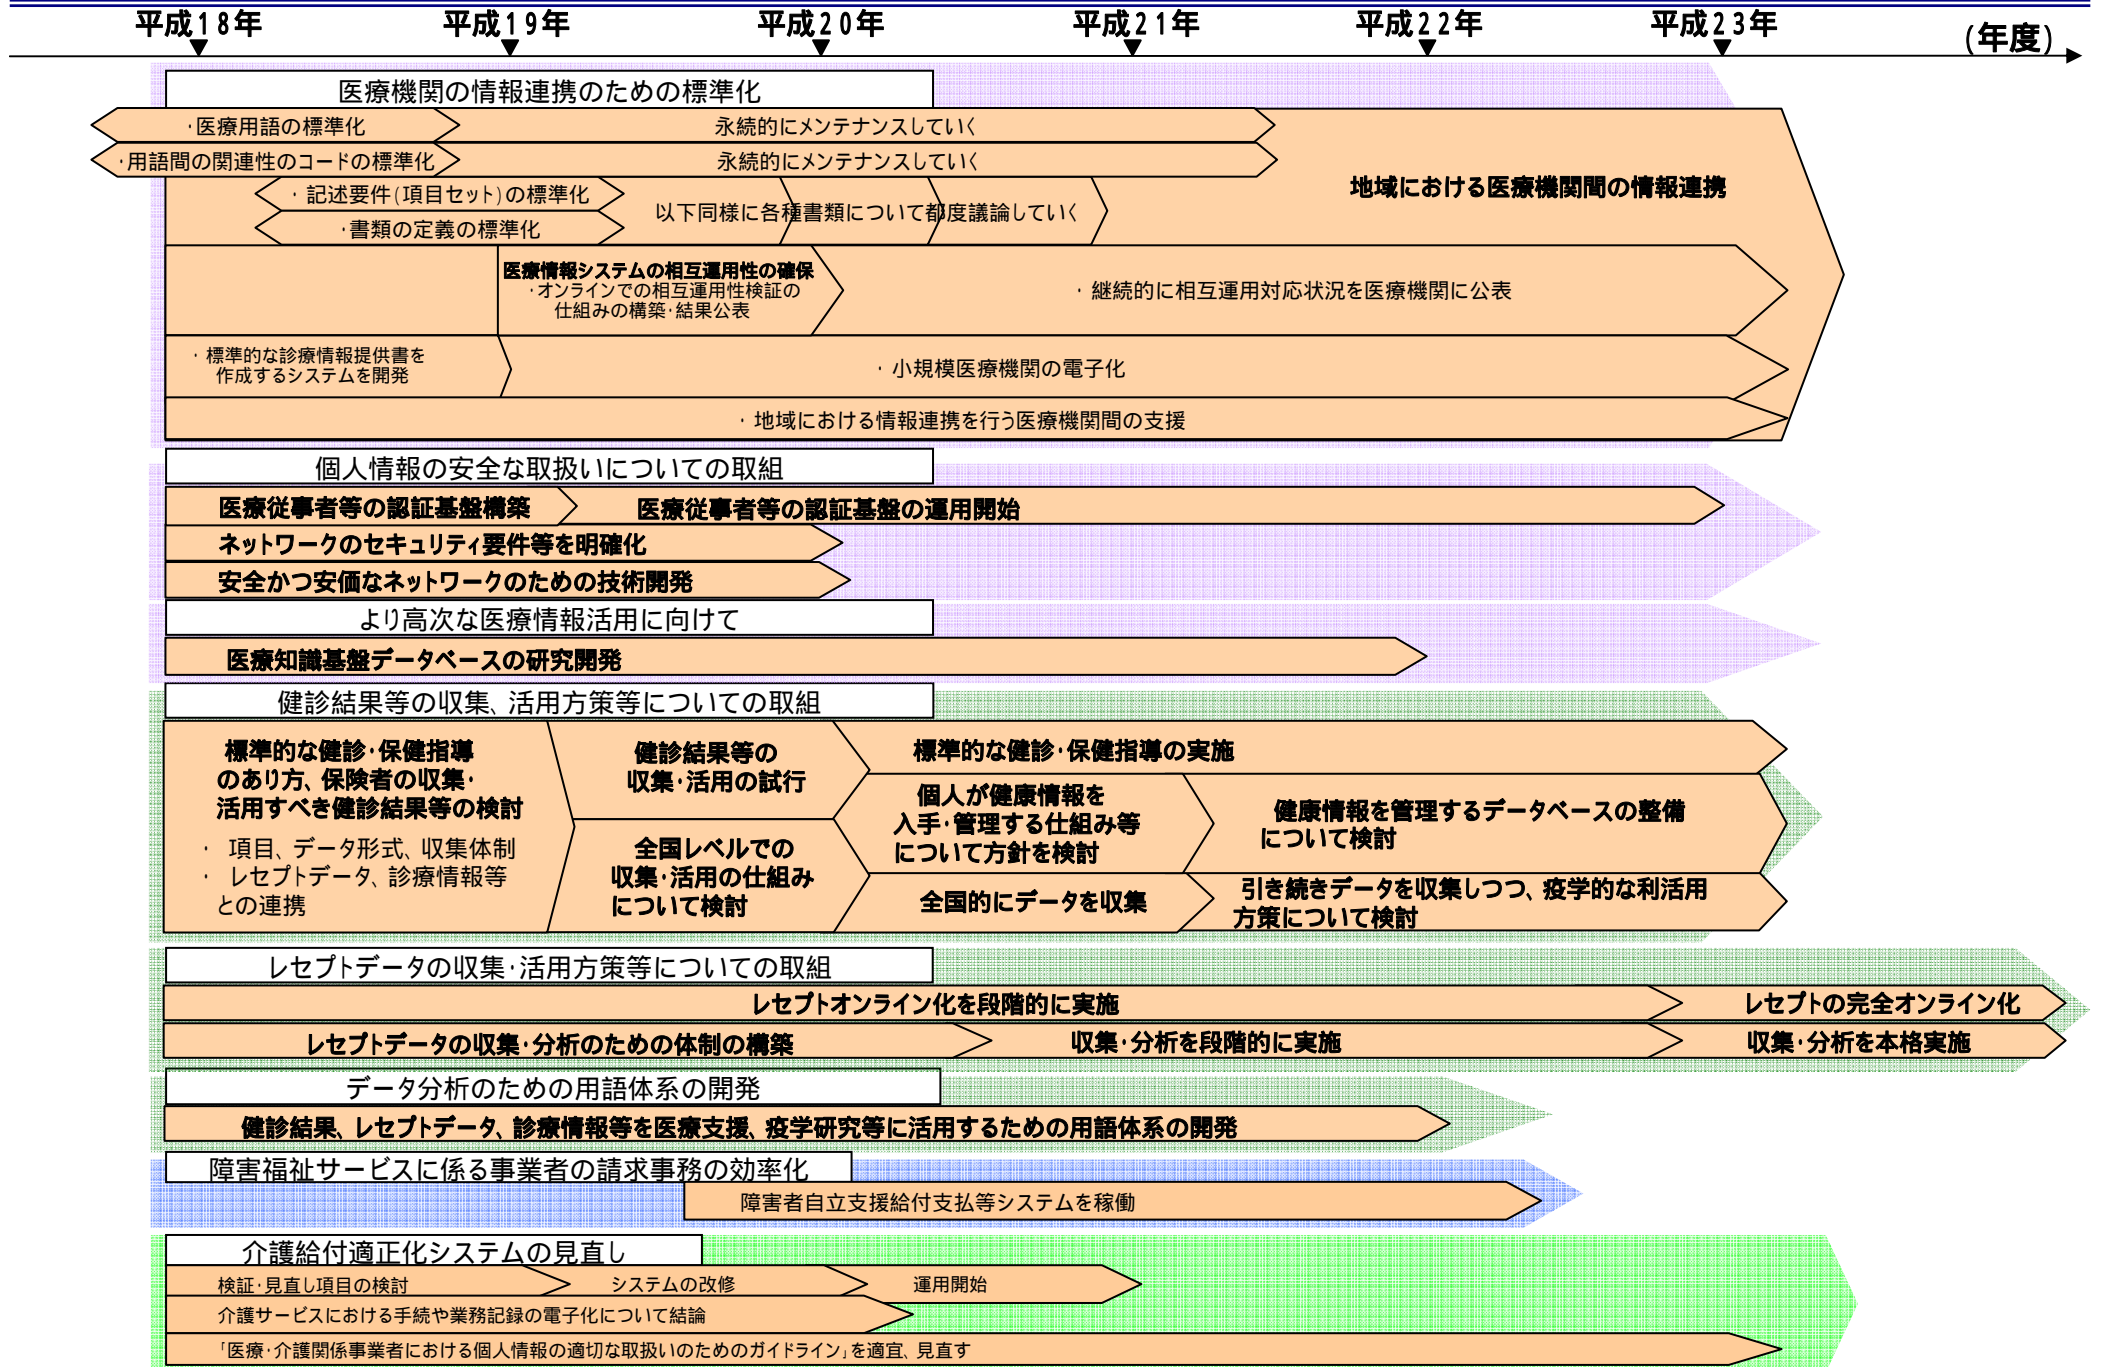 平成18年 平成19年 平成20年 平成21年 平成22年 平成23年 (年度)
医療機関の情報連携のための標準化
・医療用語の標準化 永続的にメンテナンスしていく
・用語間の関連性のコードの標準化 永続的にメンテナンスしていく
地域における医療機関間の情報連携
・記述要件(項目セット)の標準化
以下同様に各種書類について都度議論していく
・書類の定義の標準化
医療情報システムの相互運用性の確保
・オンラインでの相互運用性検証の
仕組みの構築・結果公表
・継続的に相互運用対応状況を医療機関に公表
・標準的な診療情報提供書を
作成するシステムを開発
・小規模医療機関の電子化
・地域における情報連携を行う医療機関間の支援
個人情報の安全な取扱いについての取組
医療従事者等の認証基盤構築 医療従事者等の認証基盤の運用開始
ネットワークのセキュリティ要件等を明確化
安全かつ安価なネットワークのための技術開発
より高次な医療情報活用に向けて
医療知識基盤データベースの研究開発
健診結果等の収集、活用方策等についての取組
標準的な健診・保健指導
のあり方、保険者の収集・
活用すべき健診結果等の検討
・ 項目、データ形式、収集体制
・ レセプトデータ、診療情報等
との連携
健診結果等の
収集・活用の試行
全国レベルでの
収集・活用の仕組み
について検討
標準的な健診・保健指導の実施
個人が健康情報を
入手・管理する仕組み等
について方針を検討
健康情報を管理するデータベースの整備
について検討
全国的にデータを収集
引き続きデータを収集しつつ、疫学的な利活用
方策について検討
レセプトデータの収集・活用方策等についての取組
レセプトオンライン化を段階的に実施 レセプトの完全オンライン化
レセプトデータの収集・分析のための体制の構築 収集・分析を段階的に実施 収集・分析を本格実施
データ分析のための用語体系の開発
健診結果、レセプトデータ、診療情報等を医療支援、疫学研究等に活用するための用語体系の開発
障害福祉サービスに係る事業者の請求事務の効率化
障害者自立支援給付支払等システムを稼働
介護給付適正化システムの見直し
検証・見直し項目の検討 システムの改修 運用開始
介護サービスにおける手続や業務記録の電子化について結論
「医療・介護関係事業者における個人情報の適切な取扱いのためのガイドライン」を適宜、見直す